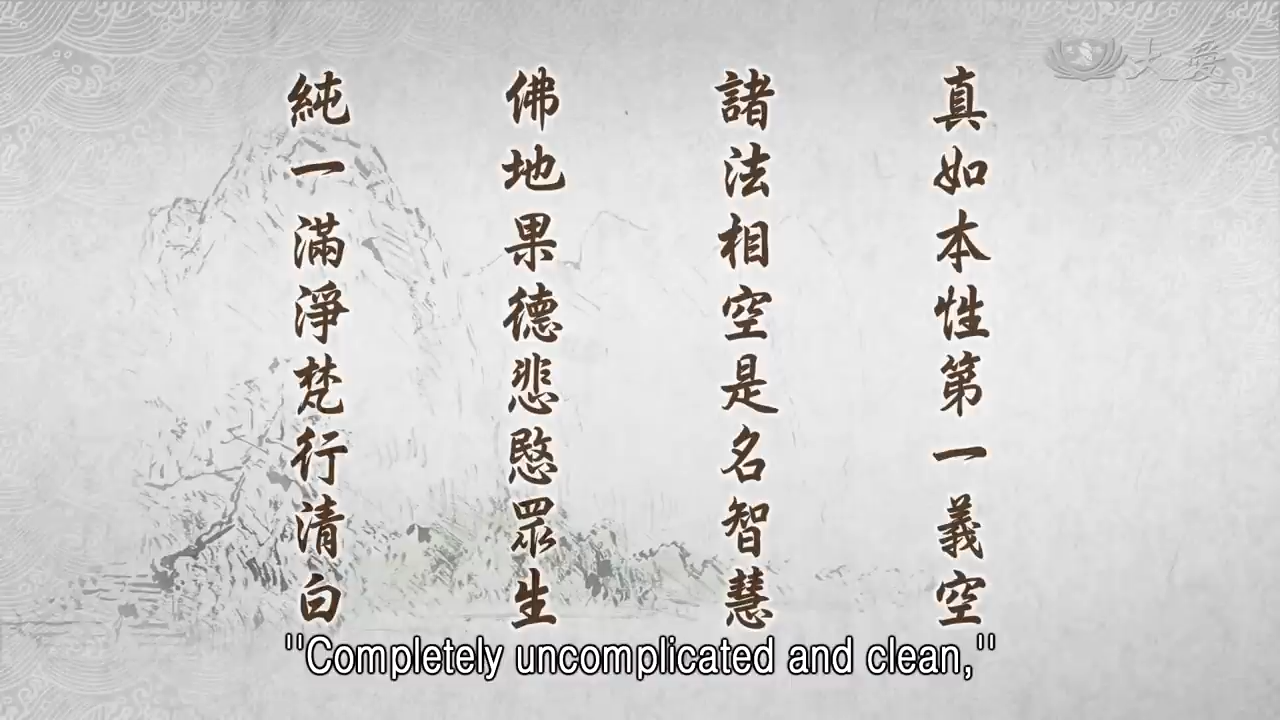 真如本性第一義空
諸法相空是名智慧
佛地果德悲愍眾生
純一滿淨梵行清白
大愛
"Completely uncomplicated and clean,"